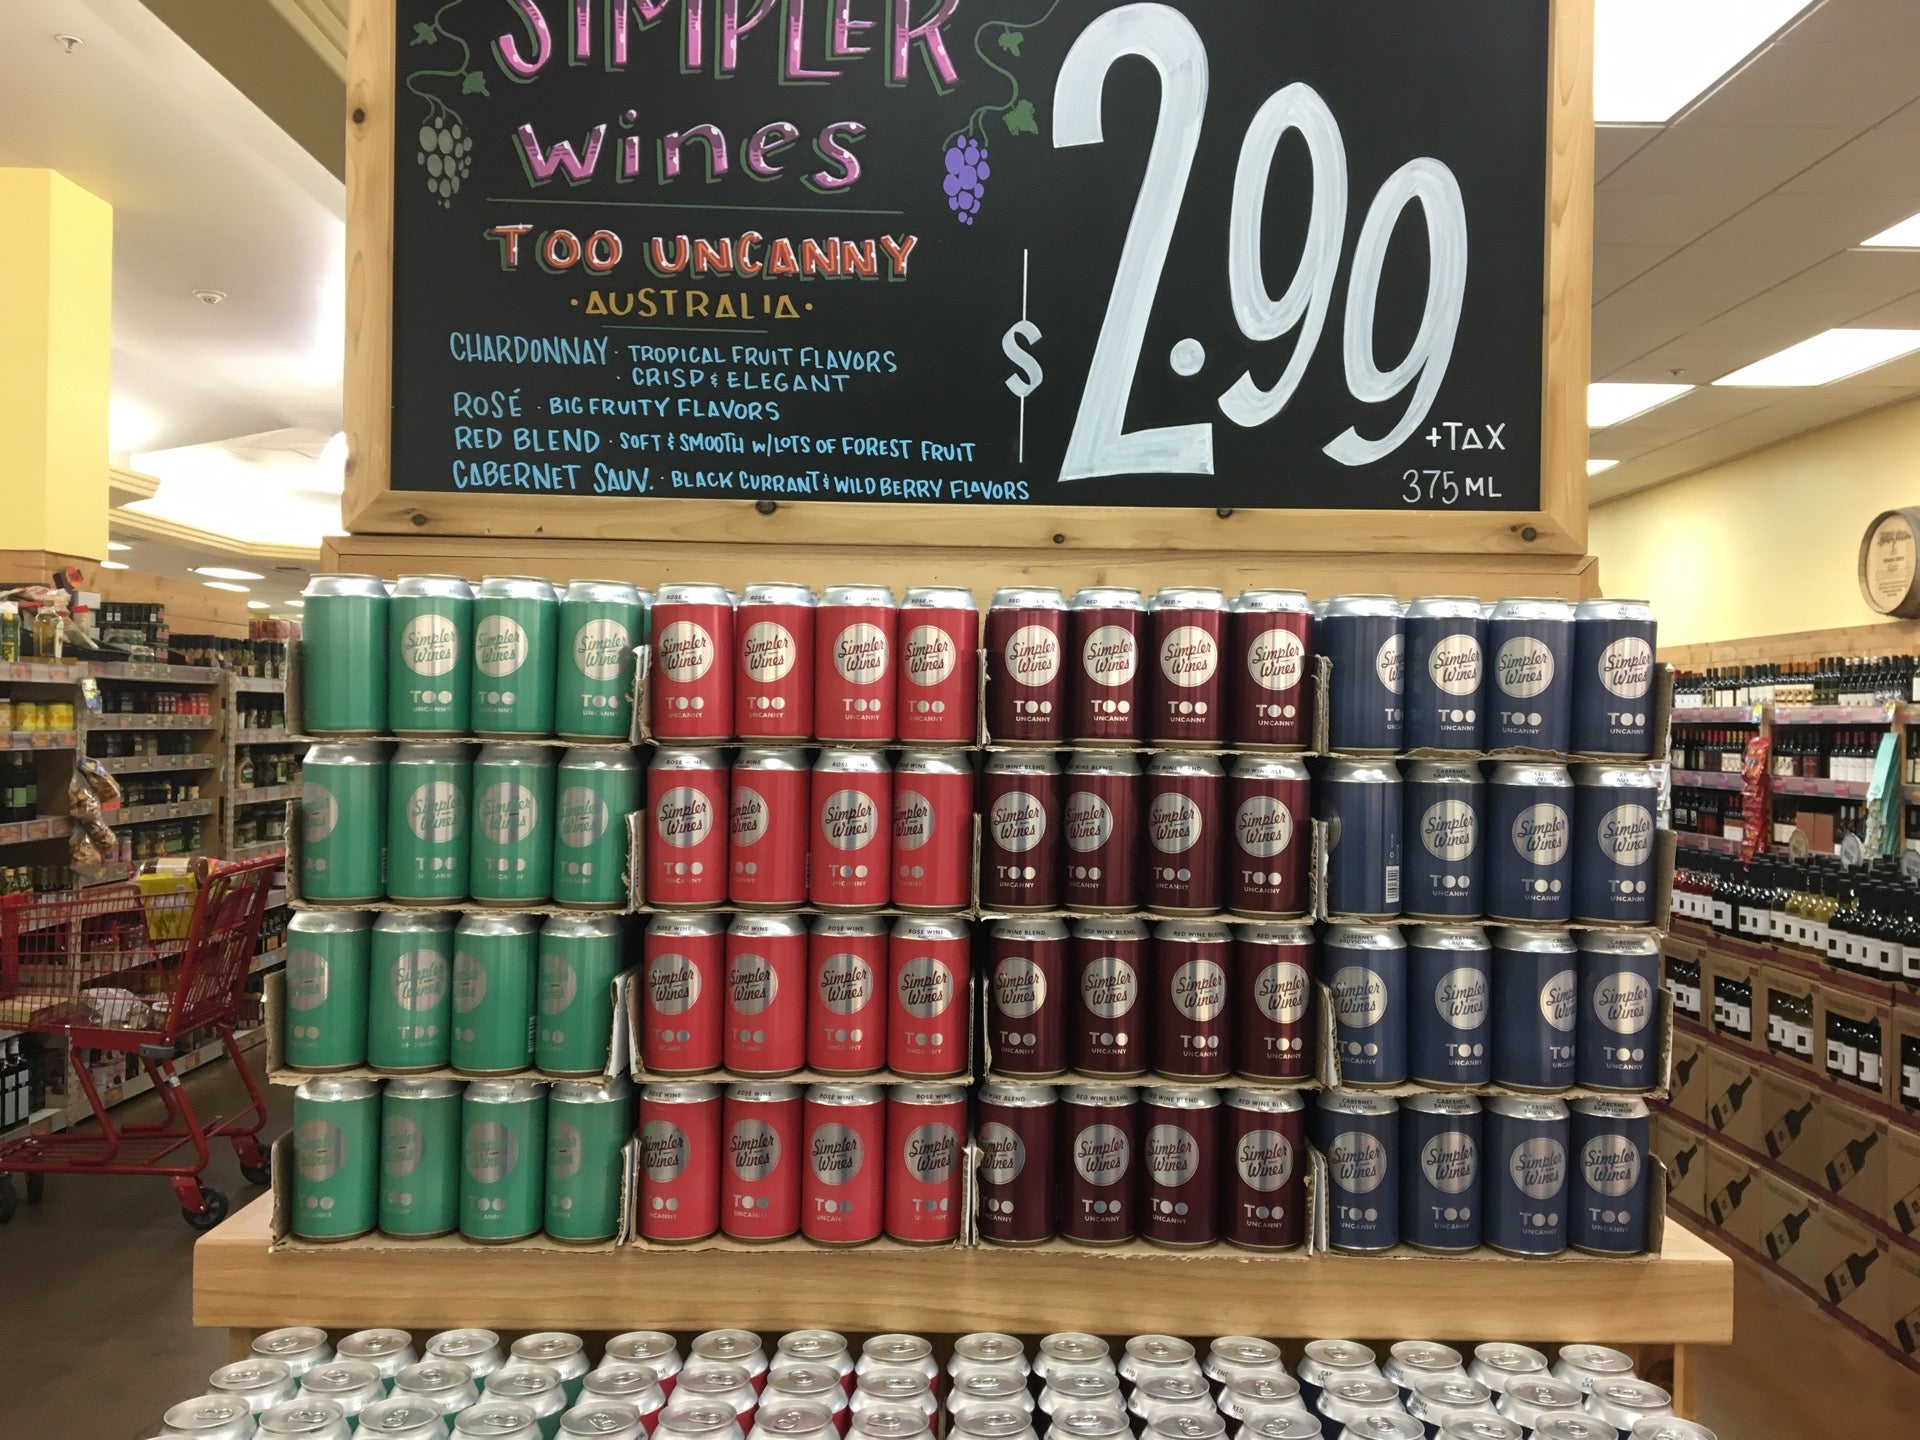 SIMPLER
wines
TOO UNCANNY
·AUSTRALIA·
CHARDONNAY · TROPICAL FRUIT FLAVORS
· CRISP & ELEGANT
ROSÉ · BIG FRUITY FLAVORS
RED BLEND · SOFT & SMOOTH w/LOTS OF FOREST FRUIT
CABERNET SAUV. · BLACK CURRANT & WILD BERRY FLAVORS
$2.99
+TAX
375 ML
Simpler Wines
TOO
UNCANNY
CHARDONNAY
ROSÉ WINE
RED WINE BLEND
CABERNET
SAUVIGNON